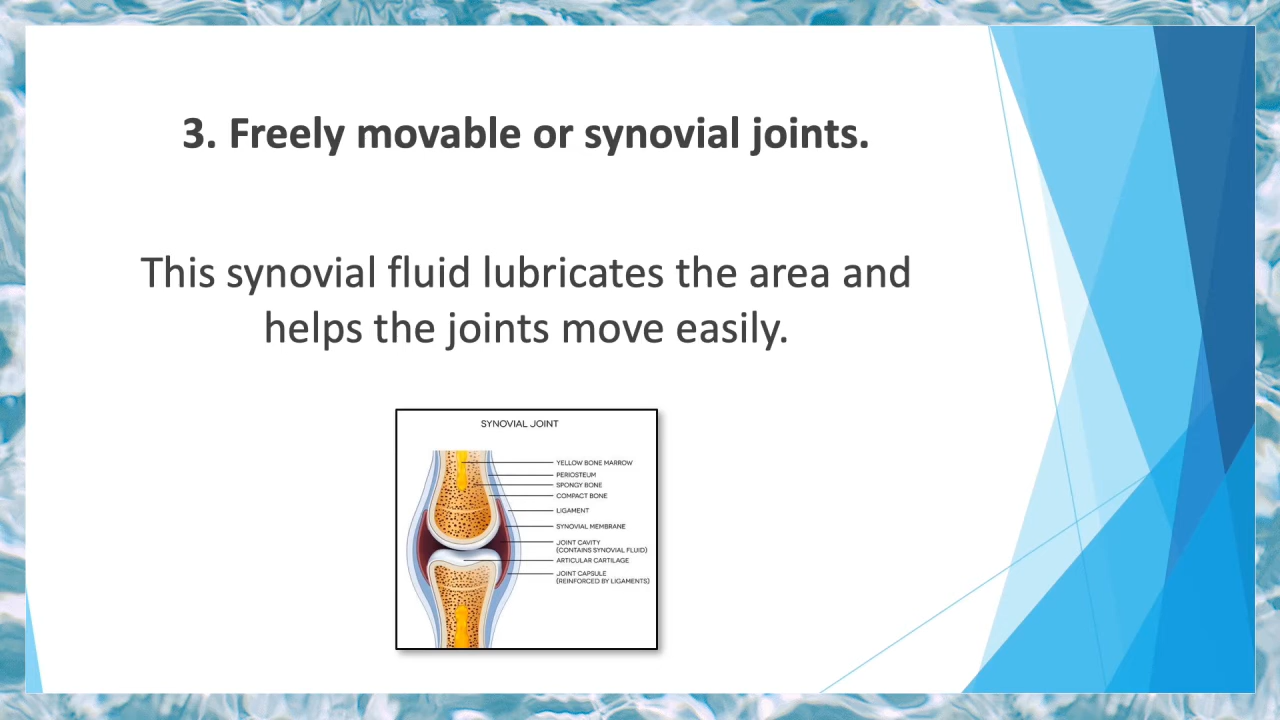 3. Freely movable or synovial joints.
This synovial fluid lubricates the area and
helps the joints move easily.
SYNOVIAL JOINT
YELLOW BONE MARROW
PERIOSTEUM
SPONGY BONE
COMPACT BONE
LIGAMENT
SYNOVIAL MEMBRANE
JOINT CAVITY
(CONTAINS SYNOVIAL FLUID)
ARTICULAR CARTILAGE
JOINT CAPSULE
(REINFORCED BY LIGAMENTS)